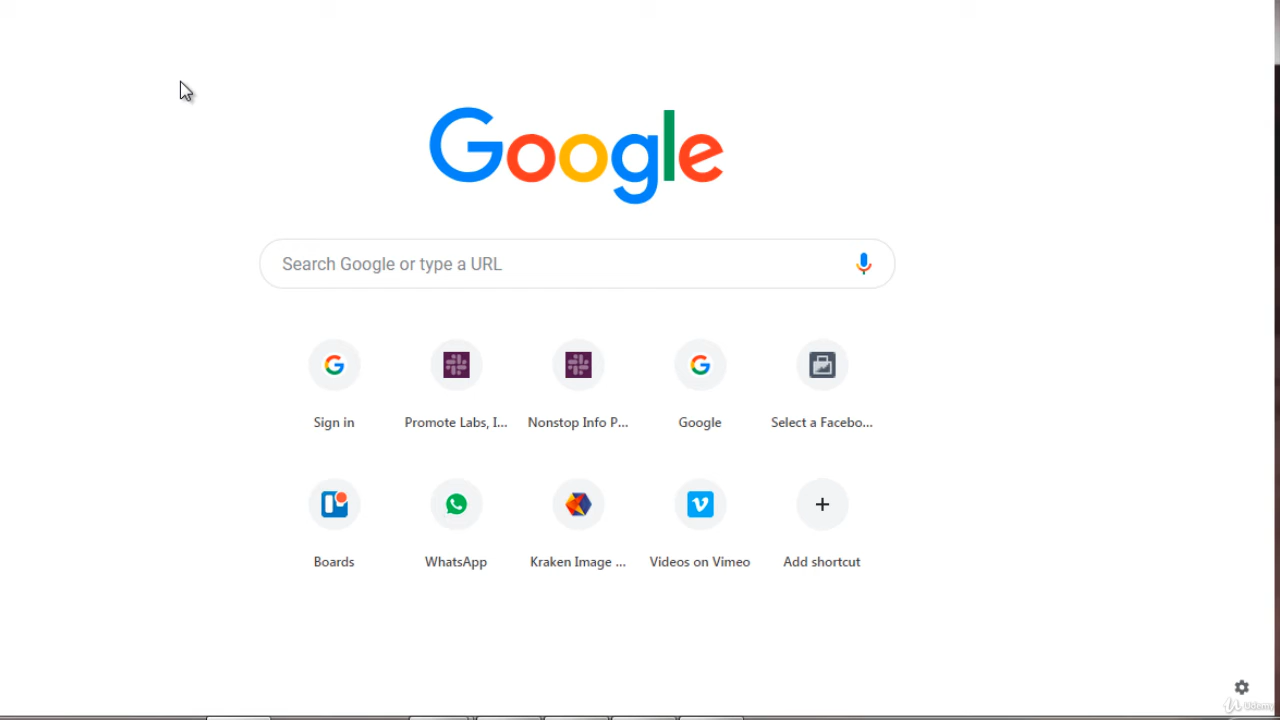 Google
Search Google or type a URL
Sign in
Promote Labs, I...
Nonstop Info P...
Google
Select a Facebo...
Boards
WhatsApp
Kraken Image ...
Videos on Vimeo
Add shortcut
Udemy